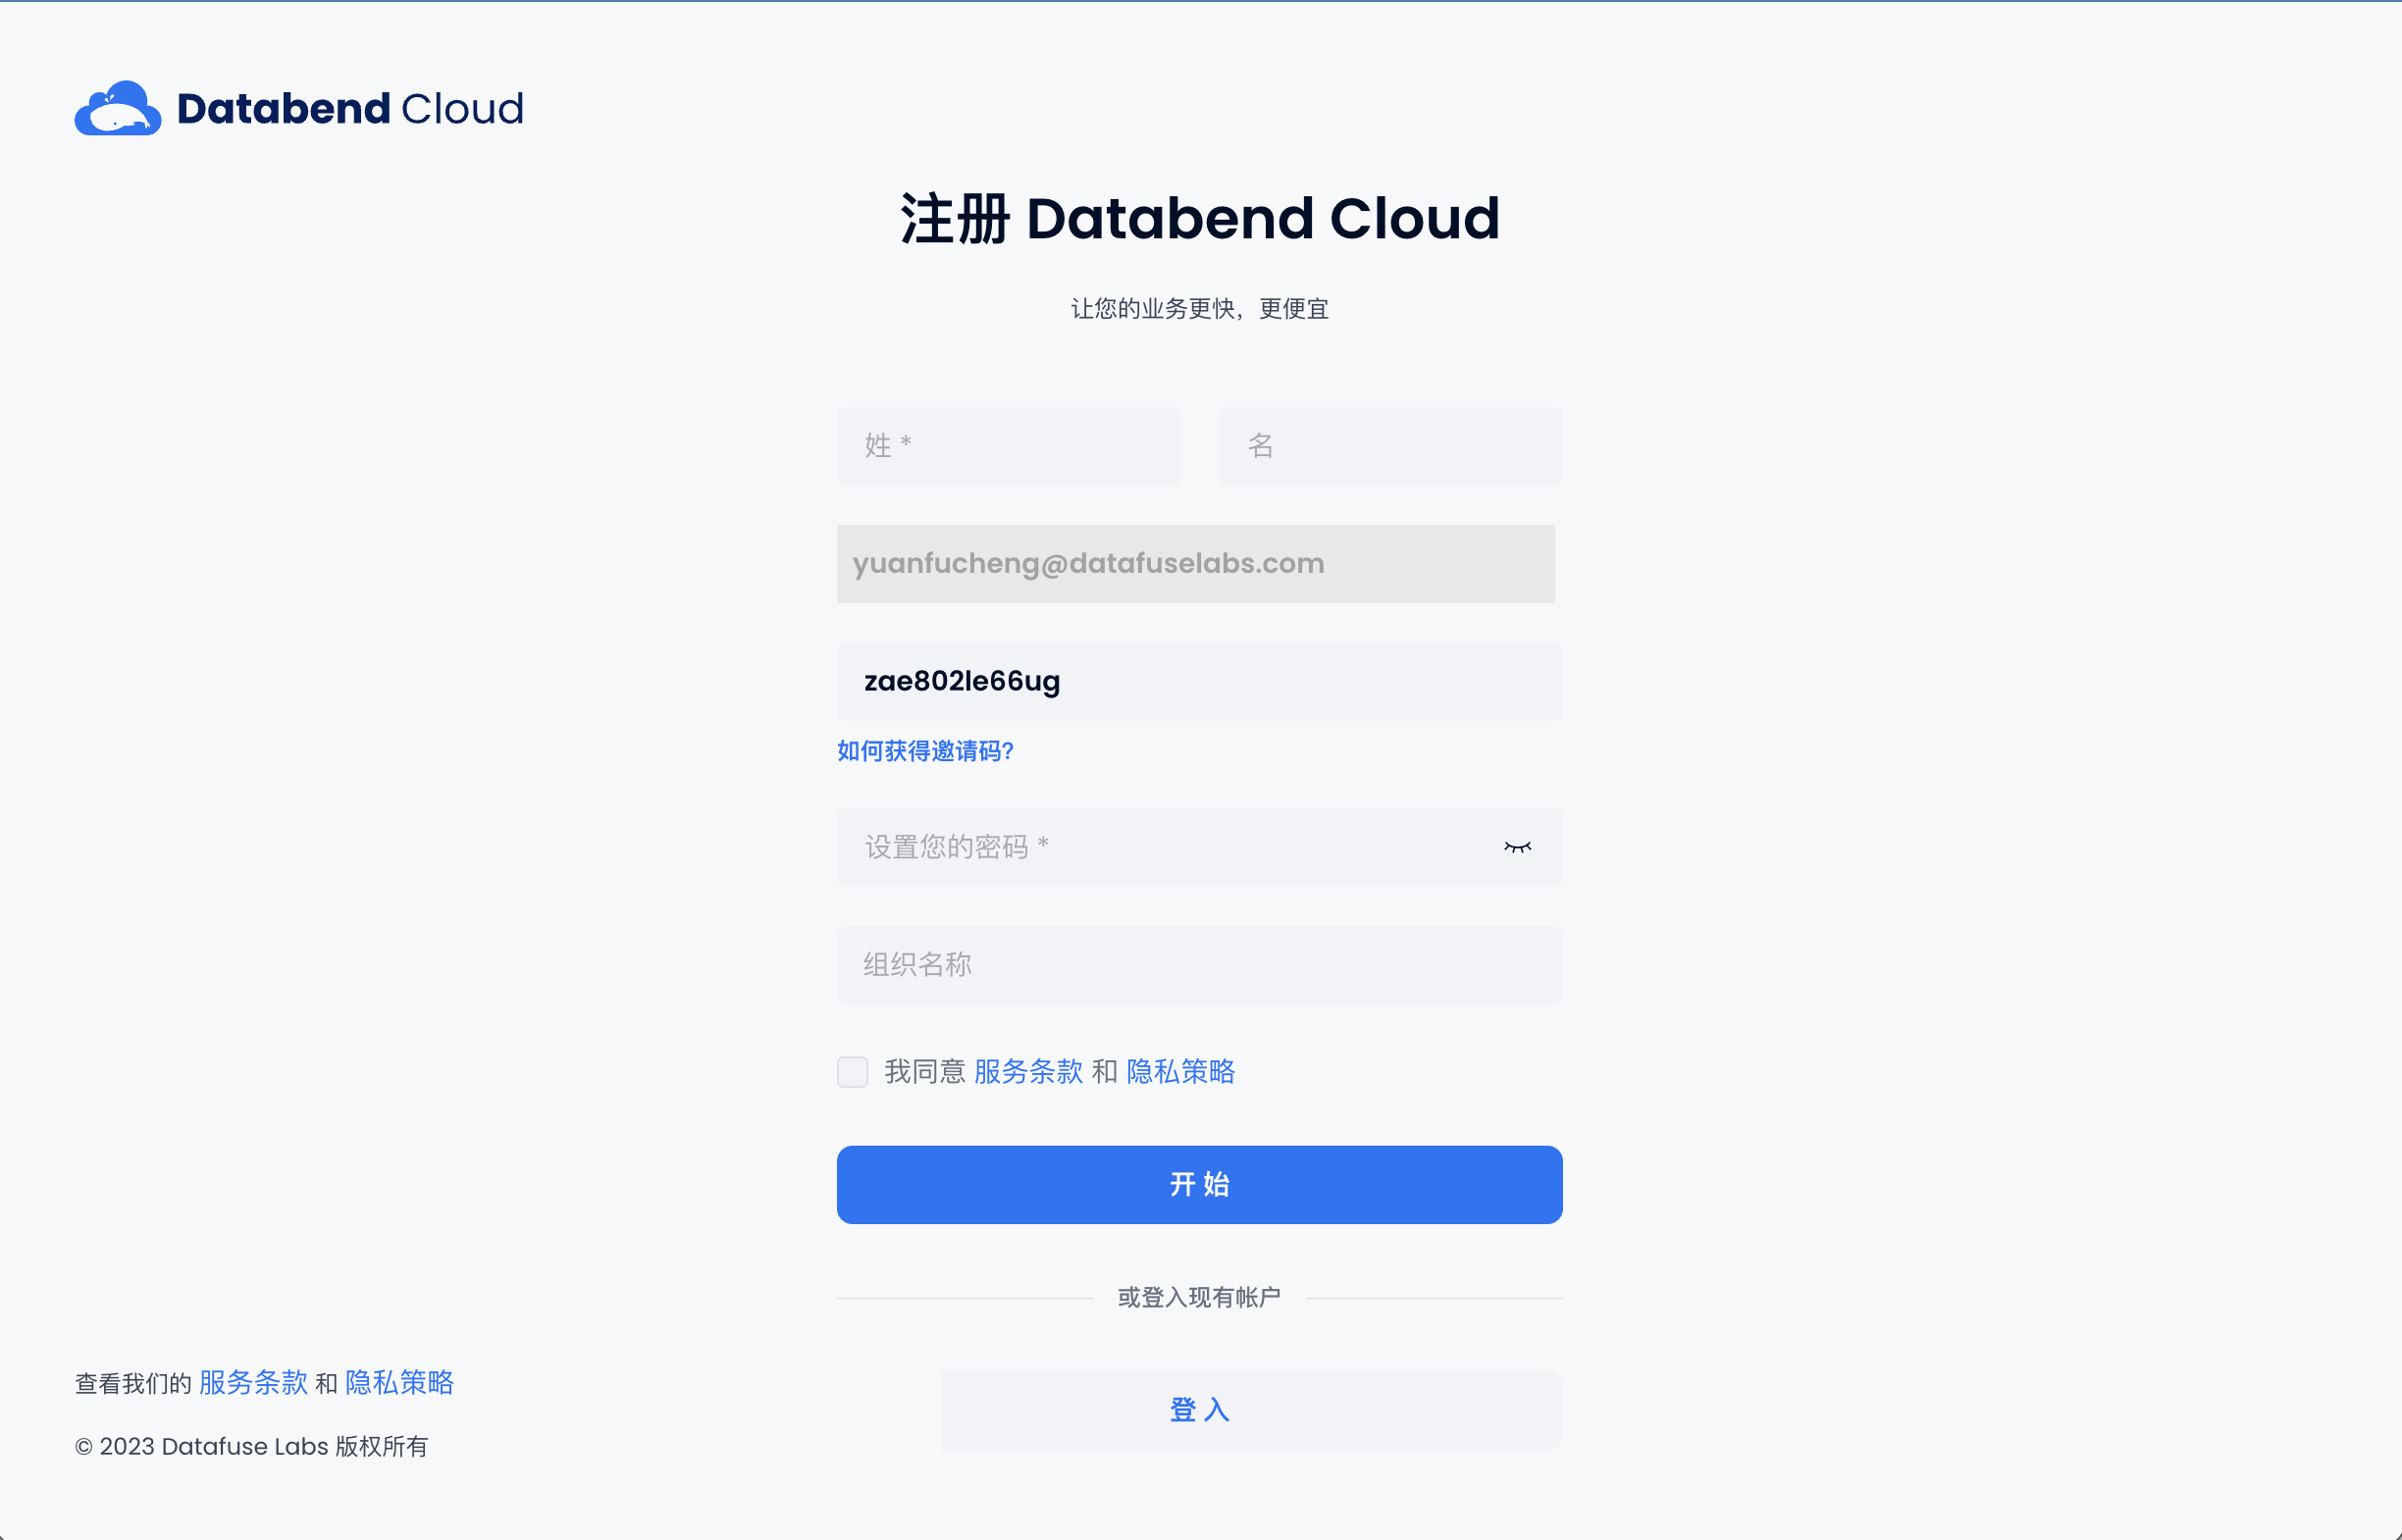 Databend Cloud
注册 Databend Cloud
让您的业务更快，更便宜
姓 *
名
yuanfucheng@datafuselabs.com
zae802le66ug
如何获得邀请码?
设置您的密码 *
组织名称
我同意 服务条款 和 隐私策略
开始
或登入现有帐户
登入
查看我们的 服务条款 和 隐私策略
© 2023 Datafuse Labs 版权所有